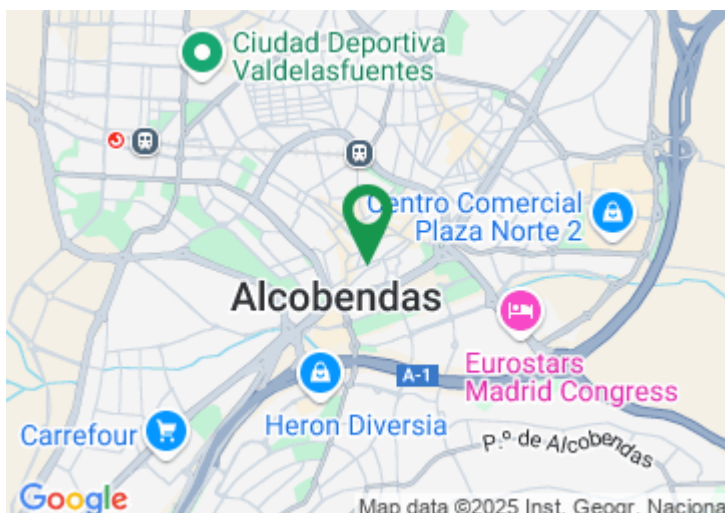 Ciudad Deportiva
Valdelasfuentes
Centro Comercial
Plaza Norte 2
Alcobendas
Eurostars
Madrid Congress
A-1
Heron Diversia
Carrefour
P.º de Alcobendas
Google
Map data ©2025 Inst. Geogr. Naciona